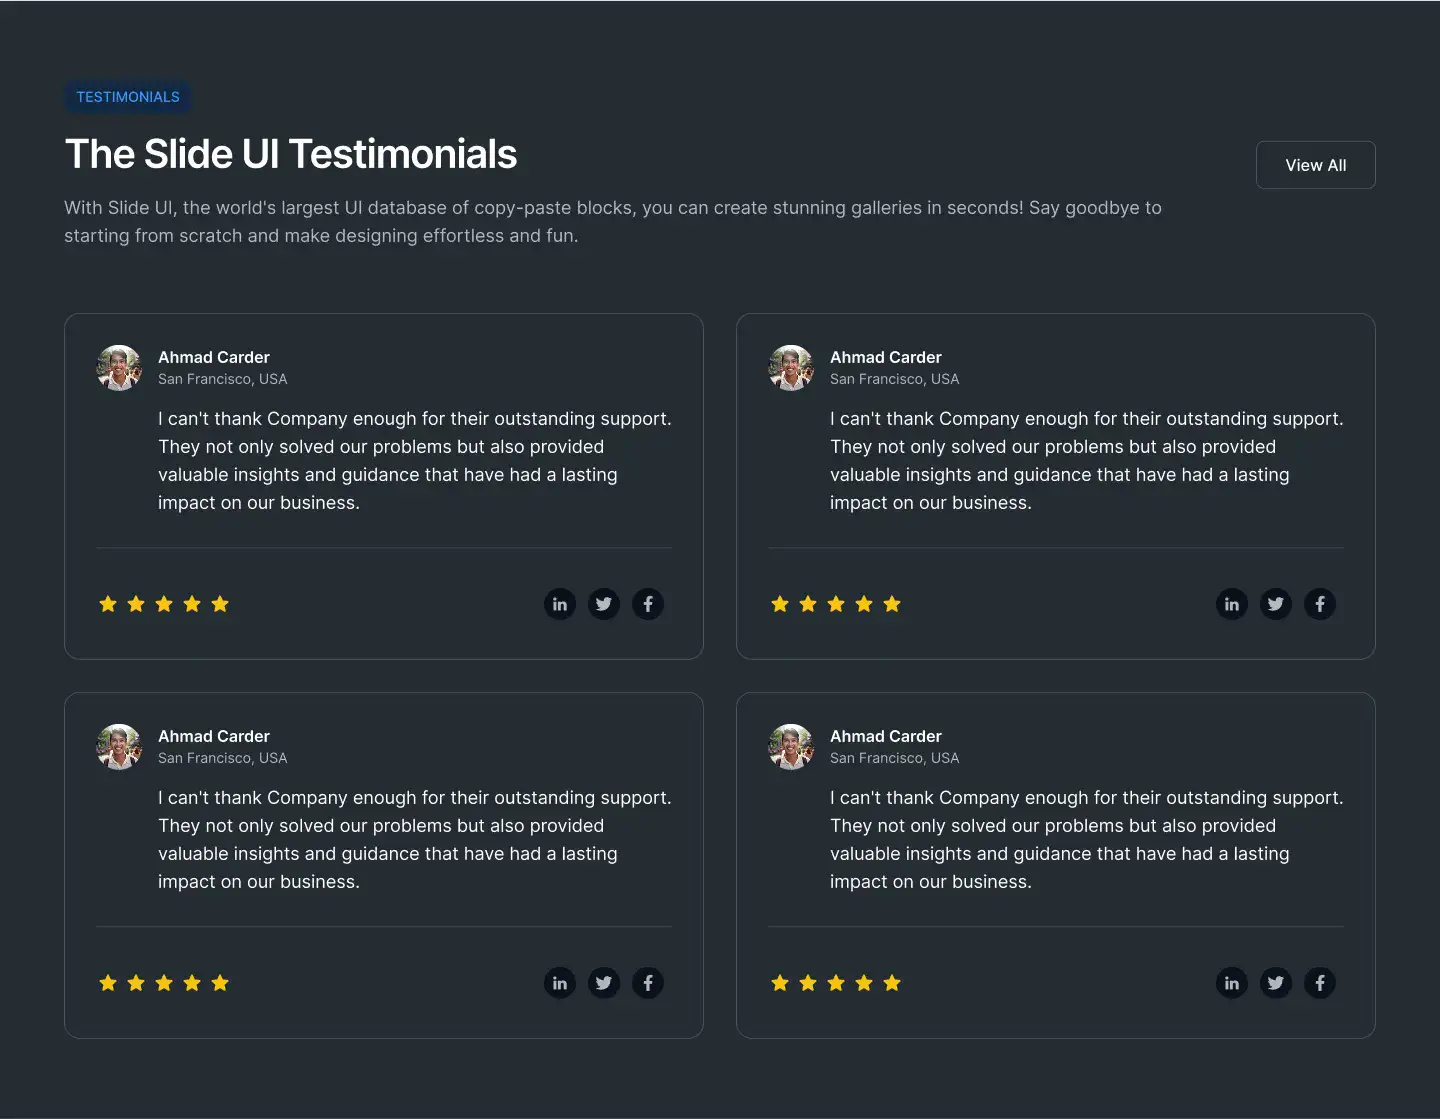 TESTIMONIALS
The Slide UI Testimonials
View All
With Slide UI, the world's largest UI database of copy-paste blocks, you can create stunning galleries in seconds! Say goodbye to
starting from scratch and make designing effortless and fun.
Ahmad Carder
San Francisco, USA
I can't thank Company enough for their outstanding support.
They not only solved our problems but also provided
valuable insights and guidance that have had a lasting
impact on our business.
in
f
Ahmad Carder
San Francisco, USA
I can't thank Company enough for their outstanding support.
They not only solved our problems but also provided
valuable insights and guidance that have had a lasting
impact on our business.
in
f
Ahmad Carder
San Francisco, USA
I can't thank Company enough for their outstanding support.
They not only solved our problems but also provided
valuable insights and guidance that have had a lasting
impact on our business.
in
f
Ahmad Carder
San Francisco, USA
I can't thank Company enough for their outstanding support.
They not only solved our problems but also provided
valuable insights and guidance that have had a lasting
impact on our business.
in
f